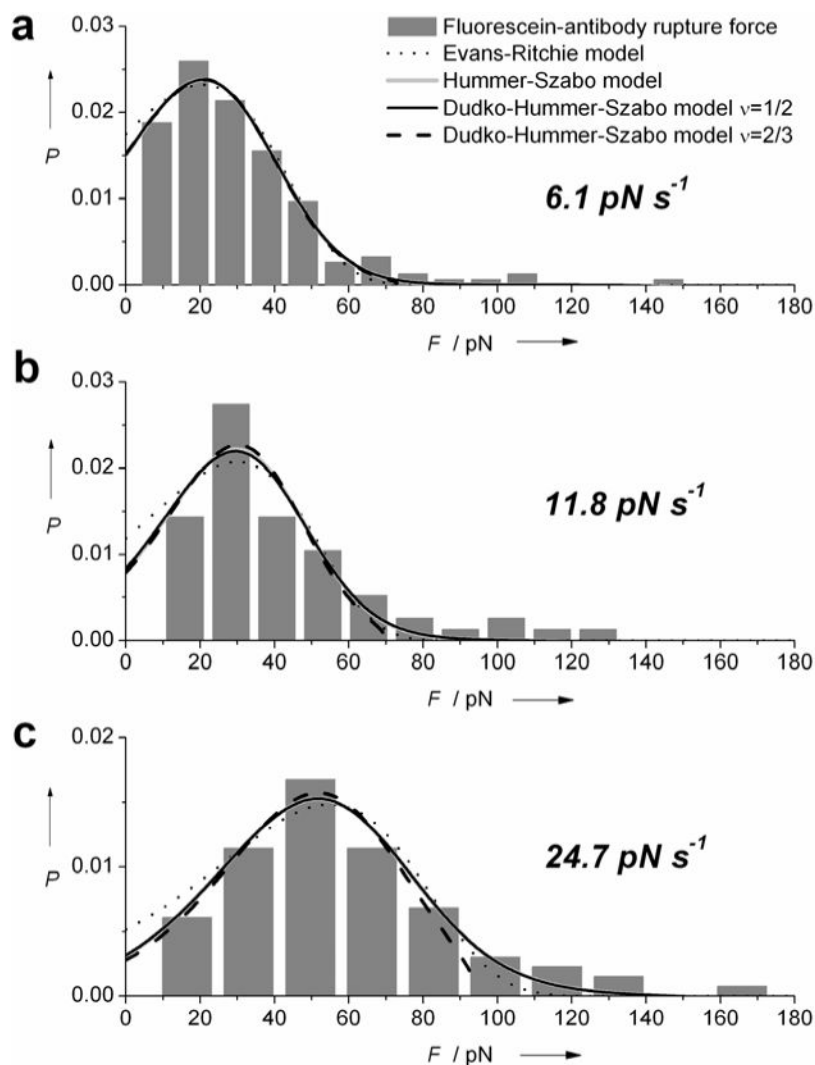 a
0.03
0.02
0.01
0.00
P
Fluorescein-antibody rupture force
Evans-Ritchie model
Hummer-Szabo model
Dudko-Hummer-Szabo model ν=1/2
Dudko-Hummer-Szabo model ν=2/3
6.1 pN s⁻¹
0 20 40 60 80 100 120 140 160 180
F / pN
b
0.03
0.02
0.01
0.00
P
11.8 pN s⁻¹
0 20 40 60 80 100 120 140 160 180
F / pN
c
0.02
0.01
0.00
P
24.7 pN s⁻¹
0 20 40 60 80 100 120 140 160 180
F / pN